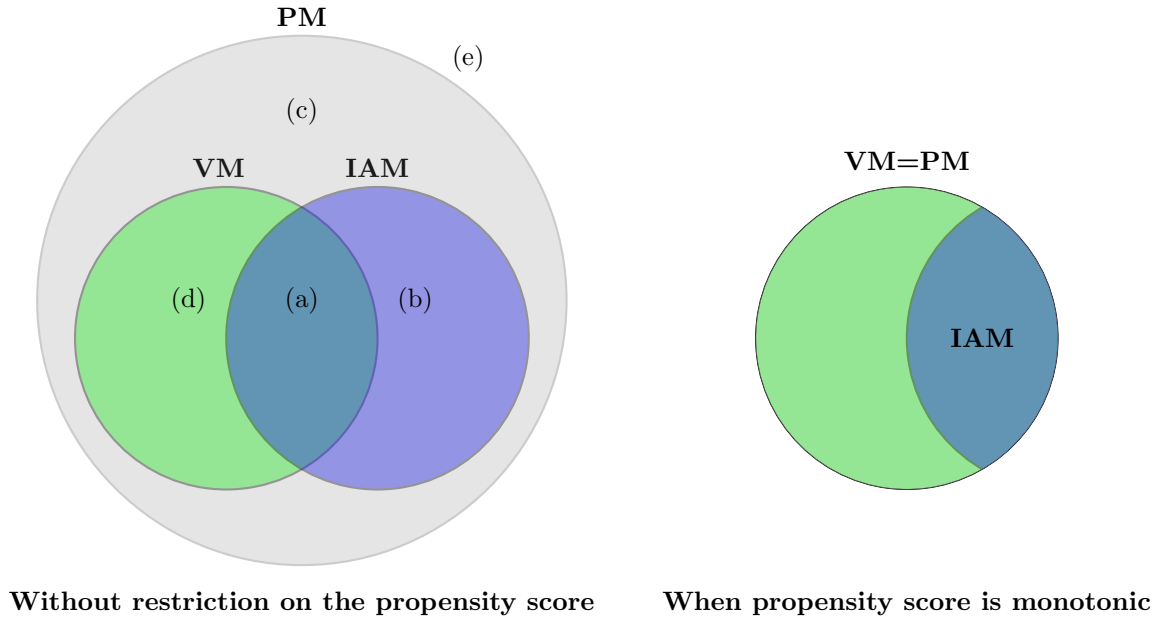 PM
(e)
(c)
VM IAM
VM=PM
(d) (a) (b)
IAM
Without restriction on the propensity score
When propensity score is monotonic